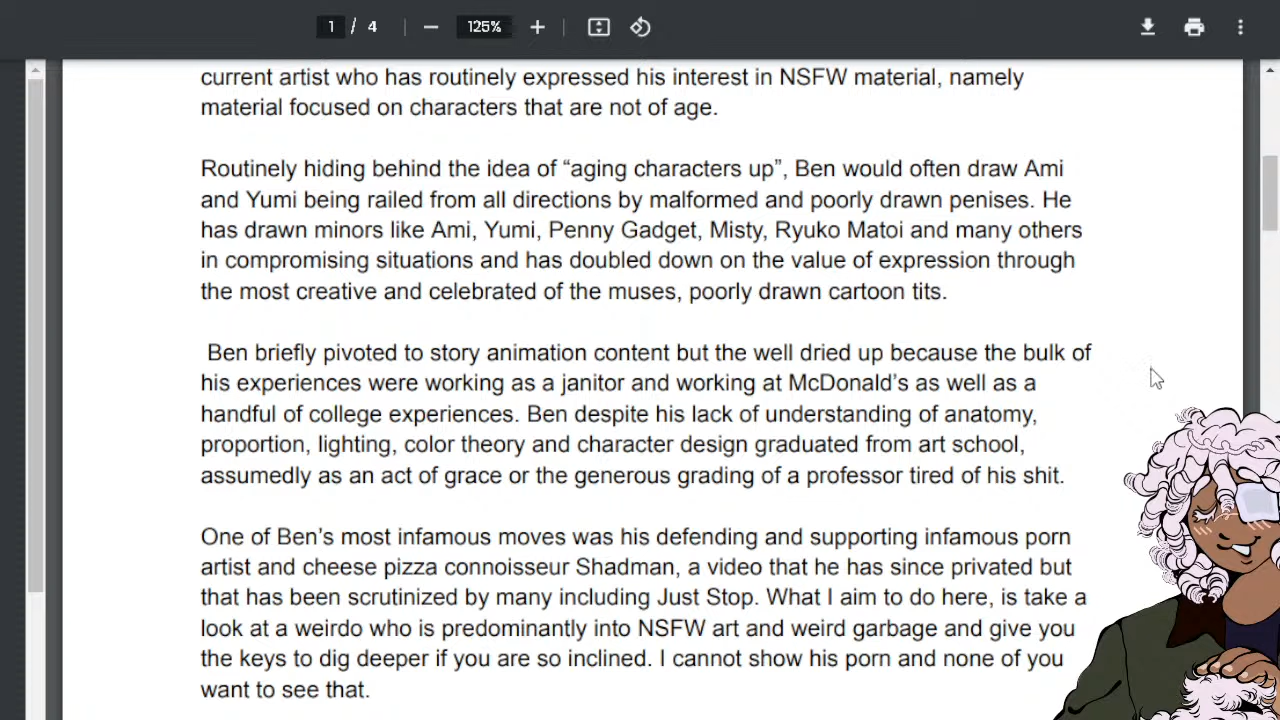 1 / 4 125%
current artist who has routinely expressed his interest in NSFW material, namely
material focused on characters that are not of age.
Routinely hiding behind the idea of “aging characters up”, Ben would often draw Ami
and Yumi being railed from all directions by malformed and poorly drawn penises. He
has drawn minors like Ami, Yumi, Penny Gadget, Misty, Ryuko Matoi and many others
in compromising situations and has doubled down on the value of expression through
the most creative and celebrated of the muses, poorly drawn cartoon tits.
Ben briefly pivoted to story animation content but the well dried up because the bulk of
his experiences were working as a janitor and working at McDonald’s as well as a
handful of college experiences. Ben despite his lack of understanding of anatomy,
proportion, lighting, color theory and character design graduated from art school,
assumedly as an act of grace or the generous grading of a professor tired of his shit.
One of Ben’s most infamous moves was his defending and supporting infamous porn
artist and cheese pizza connoisseur Shadman, a video that he has since privated but
that has been scrutinized by many including Just Stop. What I aim to do here, is take a
look at a weirdo who is predominantly into NSFW art and weird garbage and give you
the keys to dig deeper if you are so inclined. I cannot show his porn and none of you
want to see that.